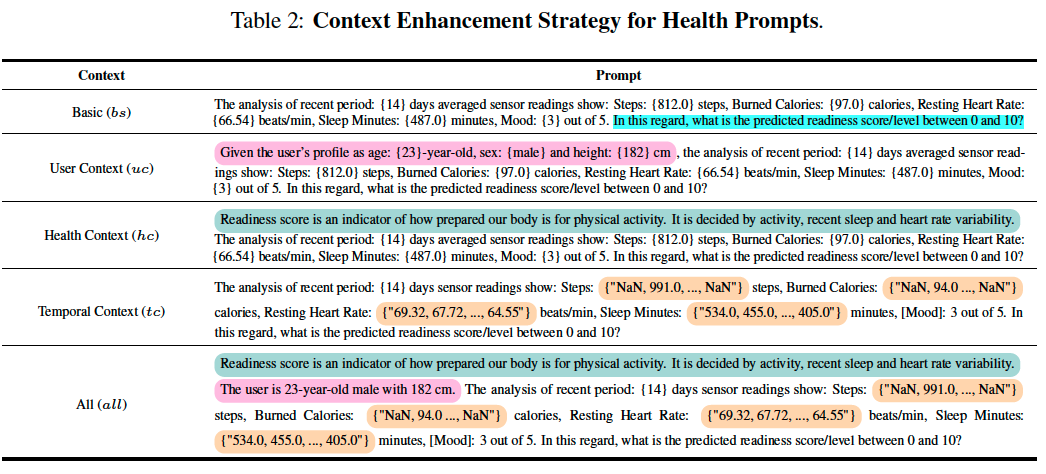 Table 2: Context Enhancement Strategy for Health Prompts.
Context Prompt
Basic (bs)
The analysis of recent period: {14} days averaged sensor readings show: Steps: {812.0} steps, Burned Calories: {97.0} calories, Resting Heart Rate:
{66.54} beats/min, Sleep Minutes: {487.0} minutes, Mood: {3} out of 5. In this regard, what is the predicted readiness score/level between 0 and 10?
User Context (uc)
Given the user's profile as age: {23}-year-old, sex: {male} and height: {182} cm , the analysis of recent period: {14} days averaged sensor read-
ings show: Steps: {812.0} steps, Burned Calories: {97.0} calories, Resting Heart Rate: {66.54} beats/min, Sleep Minutes: {487.0} minutes, Mood:
{3} out of 5. In this regard, what is the predicted readiness score/level between 0 and 10?
Health Context (hc)
Readiness score is an indicator of how prepared our body is for physical activity. It is decided by activity, recent sleep and heart rate variability.
The analysis of recent period: {14} days averaged sensor readings show: Steps: {812.0} steps, Burned Calories: {97.0} calories, Resting Heart Rate:
{66.54} beats/min, Sleep Minutes: {487.0} minutes, Mood: {3} out of 5. In this regard, what is the predicted readiness score/level between 0 and 10?
Temporal Context (tc)
The analysis of recent period: {14} days sensor readings show: Steps: {"NaN, 991.0, ..., NaN"} steps, Burned Calories: {"NaN, 94.0 ..., NaN"}
calories, Resting Heart Rate: {"69.32, 67.72, ..., 64.55"} beats/min, Sleep Minutes: {"534.0, 455.0, ..., 405.0"} minutes, [Mood]: 3 out of 5. In
this regard, what is the predicted readiness score/level between 0 and 10?
All (all)
Readiness score is an indicator of how prepared our body is for physical activity. It is decided by activity, recent sleep and heart rate variability.
The user is 23-year-old male with 182 cm. The analysis of recent period: {14} days sensor readings show: Steps: {"NaN, 991.0, ..., NaN"}
steps, Burned Calories: {"NaN, 94.0 ..., NaN"} calories, Resting Heart Rate: {"69.32, 67.72, ..., 64.55"} beats/min, Sleep Minutes:
{"534.0, 455.0, ..., 405.0"} minutes, [Mood]: 3 out of 5. In this regard, what is the predicted readiness score/level between 0 and 10?